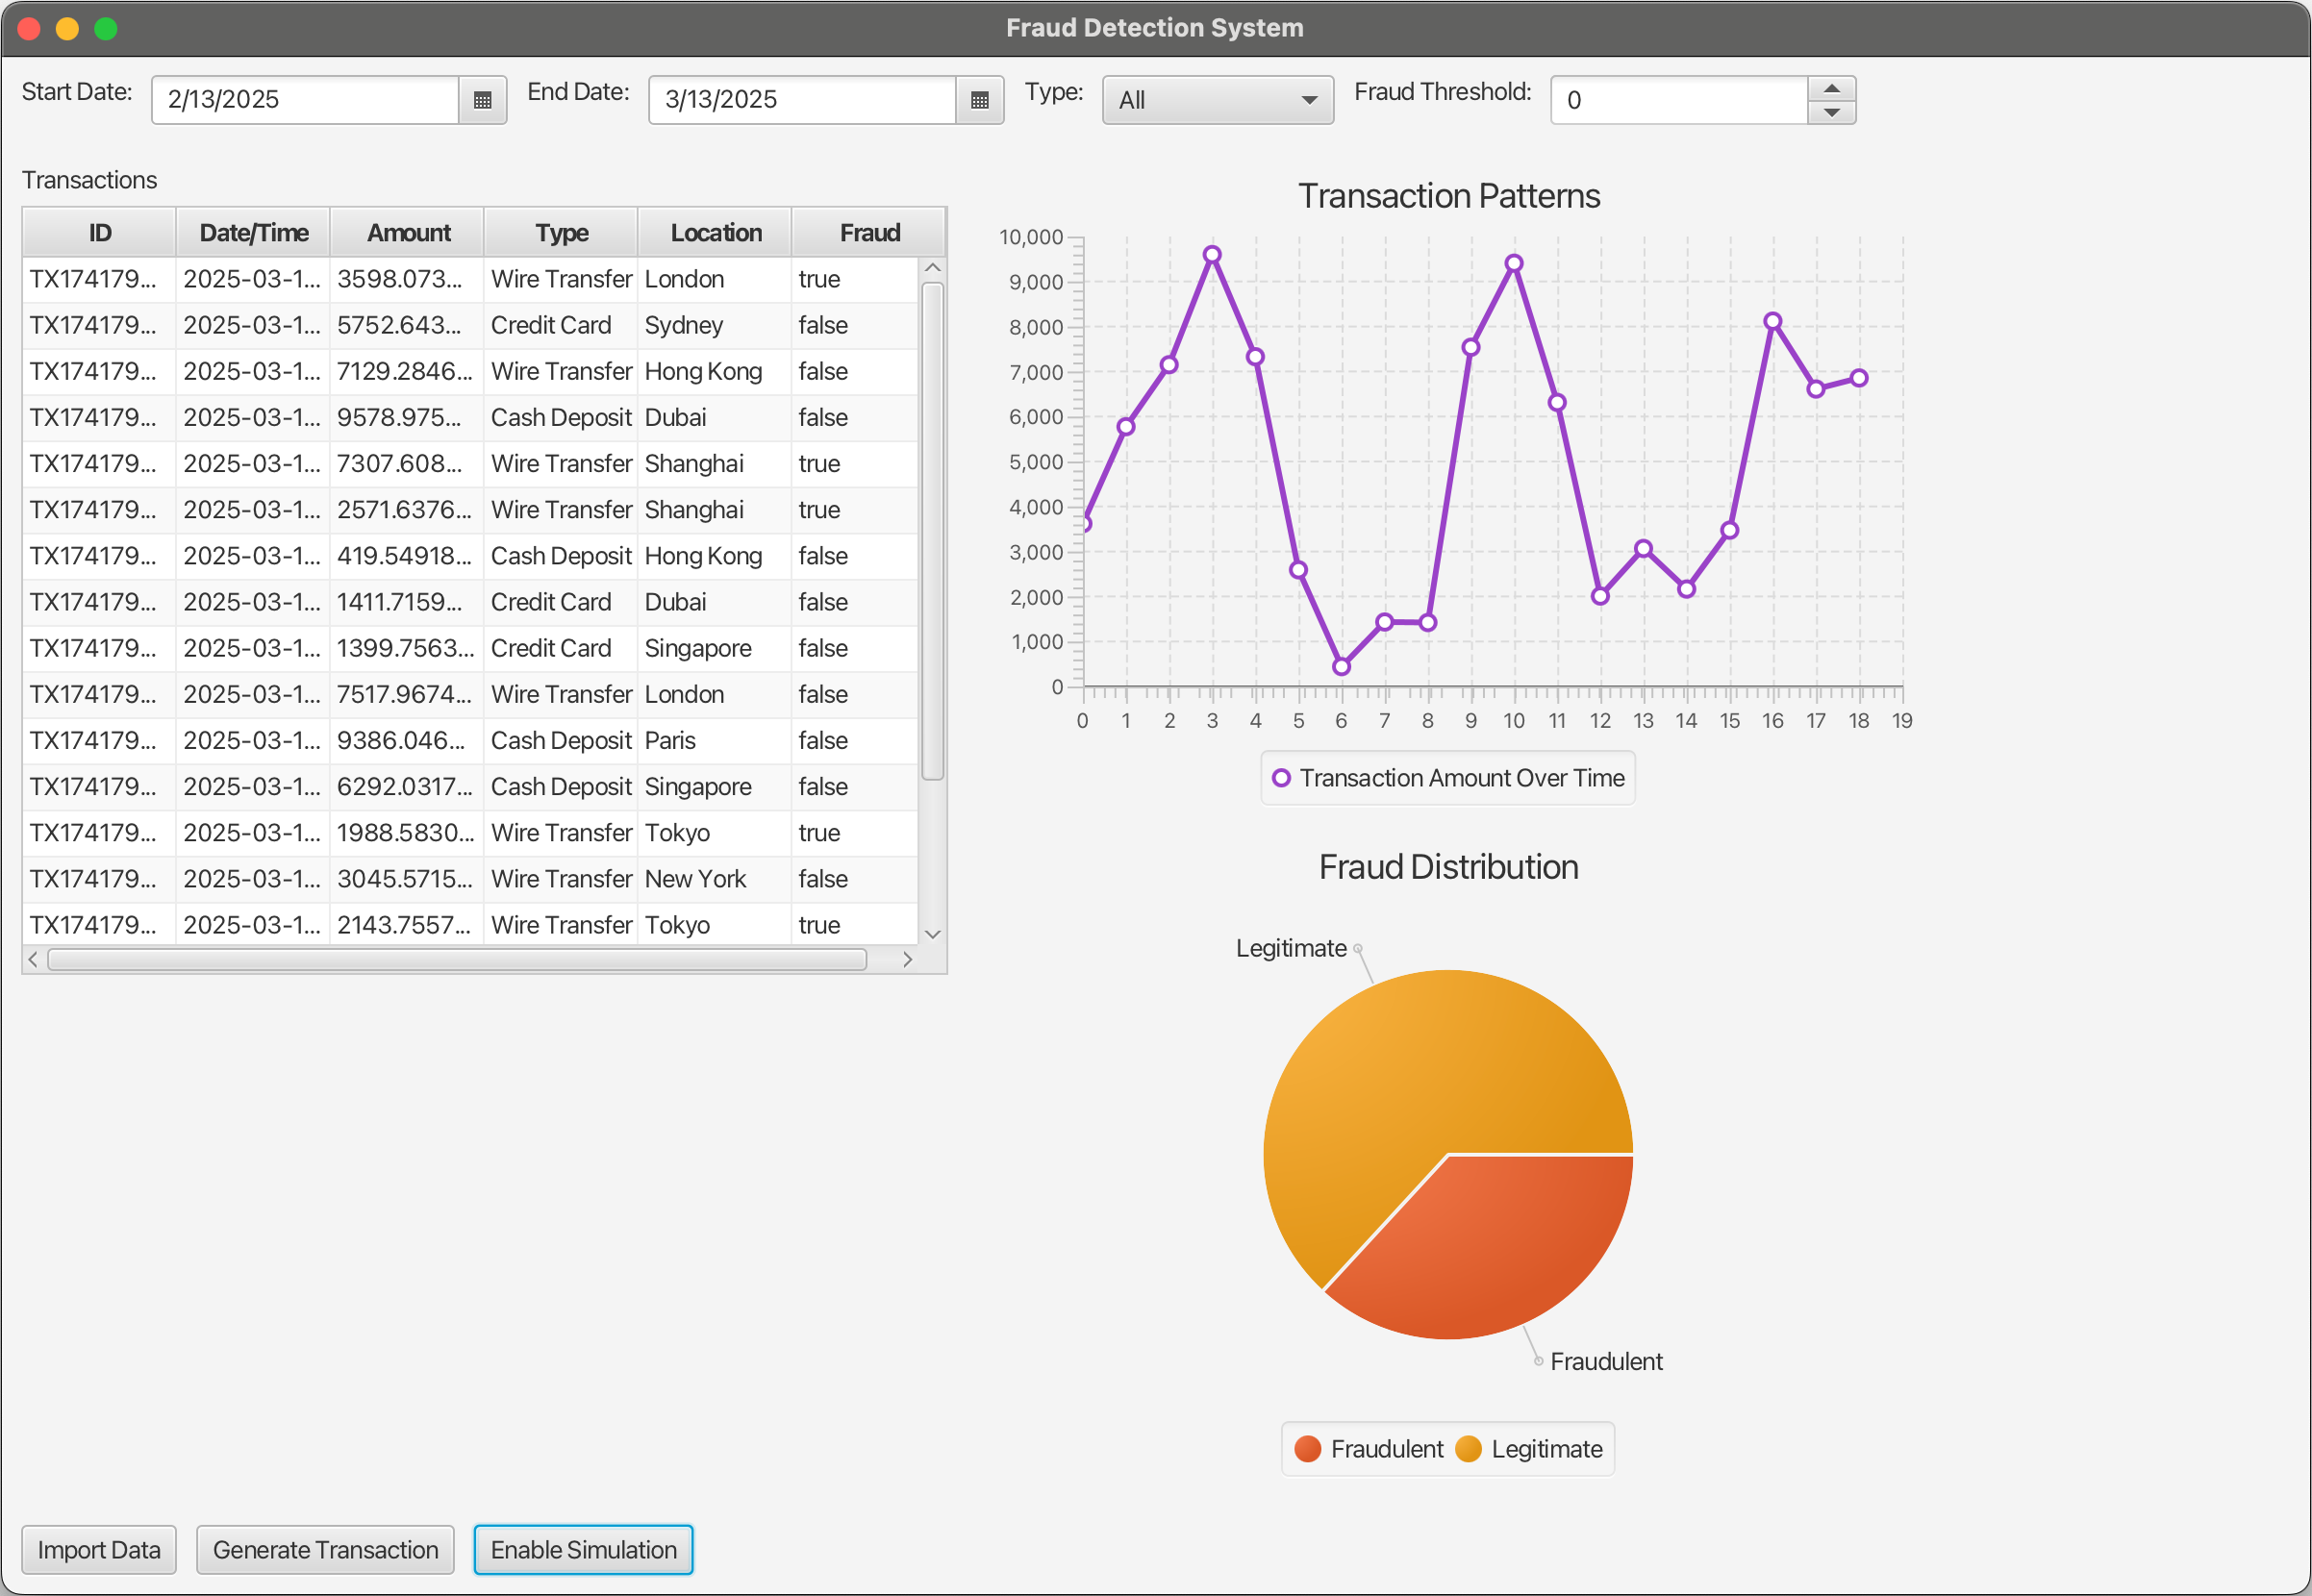 Fraud Detection System
Start Date: 2/13/2025 End Date: 3/13/2025 Type: All Fraud Threshold: 0
Transactions
ID Date/Time Amount Type Location Fraud
TX174179... 2025-03-1... 3598.073... Wire Transfer London true
TX174179... 2025-03-1... 5752.643... Credit Card Sydney false
TX174179... 2025-03-1... 7129.2846... Wire Transfer Hong Kong false
TX174179... 2025-03-1... 9578.975... Cash Deposit Dubai false
TX174179... 2025-03-1... 7307.608... Wire Transfer Shanghai true
TX174179... 2025-03-1... 2571.6376... Wire Transfer Shanghai true
TX174179... 2025-03-1... 419.54918... Cash Deposit Hong Kong false
TX174179... 2025-03-1... 1411.7159... Credit Card Dubai false
TX174179... 2025-03-1... 1399.7563... Credit Card Singapore false
TX174179... 2025-03-1... 7517.9674... Wire Transfer London false
TX174179... 2025-03-1... 9386.046... Cash Deposit Paris false
TX174179... 2025-03-1... 6292.0317... Cash Deposit Singapore false
TX174179... 2025-03-1... 1988.5830... Wire Transfer Tokyo true
TX174179... 2025-03-1... 3045.5715... Wire Transfer New York false
TX174179... 2025-03-1... 2143.7557... Wire Transfer Tokyo true
Transaction Patterns
10,000
9,000
8,000
7,000
6,000
5,000
4,000
3,000
2,000
1,000
0
0 1 2 3 4 5 6 7 8 9 10 11 12 13 14 15 16 17 18 19
Transaction Amount Over Time
Fraud Distribution
Legitimate
Fraudulent
Fraudulent Legitimate
Import Data Generate Transaction Enable Simulation